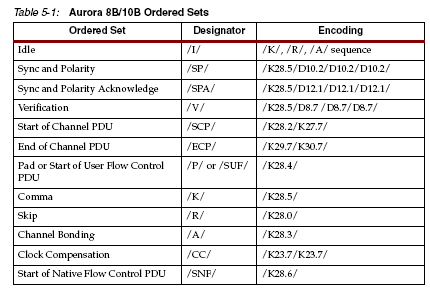 Table 5-1: Aurora 8B/10B Ordered Sets
Ordered Set Designator Encoding
Idle /I/ /K/, /R/, /A/ sequence
Sync and Polarity /SP/ /K28.5/D10.2/D10.2/D10.2/
Sync and Polarity Acknowledge /SPA/ /K28.5/D12.1/D12.1/D12.1/
Verification /V/ /K28.5/D8.7 /D8.7/D8.7/
Start of Channel PDU /SCP/ /K28.2/K27.7/
End of Channel PDU /ECP/ /K29.7/K30.7/
Pad or Start of User Flow Control /P/ or /SUF/ /K28.4/
PDU
Comma /K/ /K28.5/
Skip /R/ /K28.0/
Channel Bonding /A/ /K28.3/
Clock Compensation /CC/ /K23.7/K23.7/
Start of Native Flow Control PDU /SNF/ /K28.6/